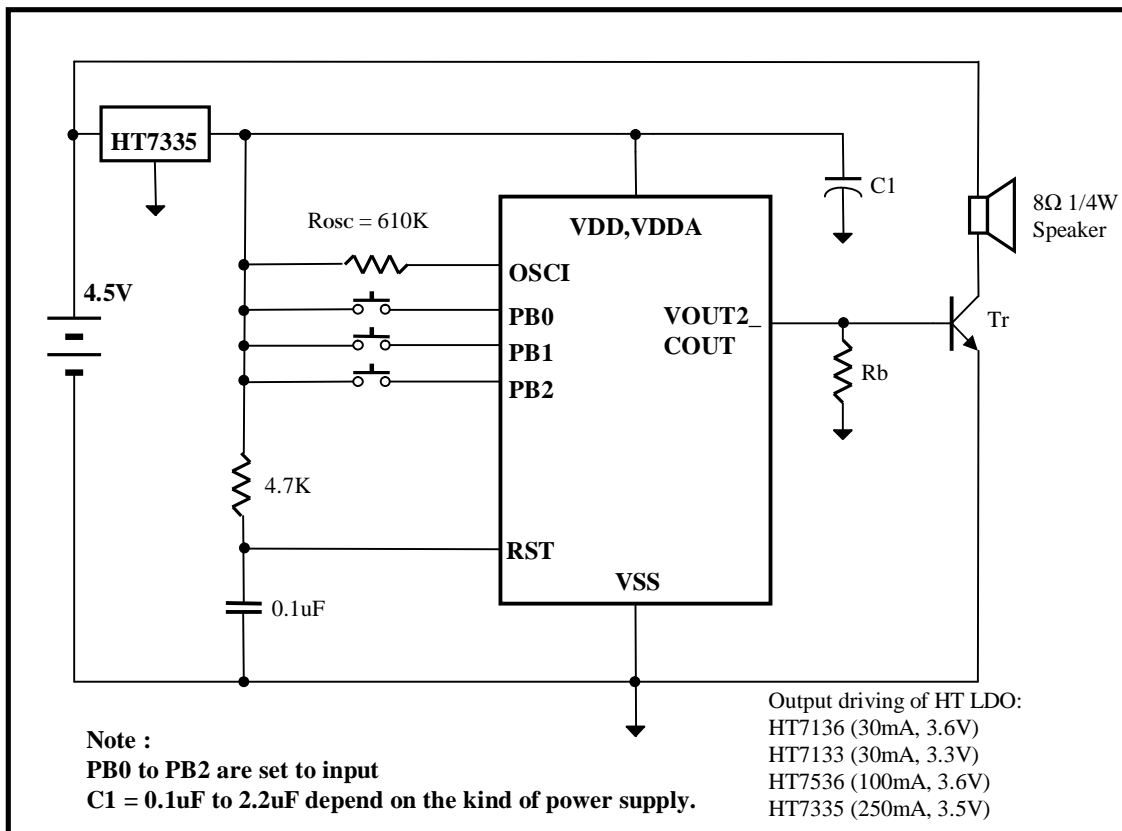 HT7335
C1
8Ω 1/4W
Speaker
Rosc = 610K
VDD,VDDA
OSCI
4.5V
PB0
VOUT2_
COUT
Tr
PB1
PB2
Rb
4.7K
RST
VSS
0.1uF
Output driving of HT LDO:
HT7136 (30mA, 3.6V)
HT7133 (30mA, 3.3V)
HT7536 (100mA, 3.6V)
HT7335 (250mA, 3.5V)
Note :
PB0 to PB2 are set to input
C1 = 0.1uF to 2.2uF depend on the kind of power supply.